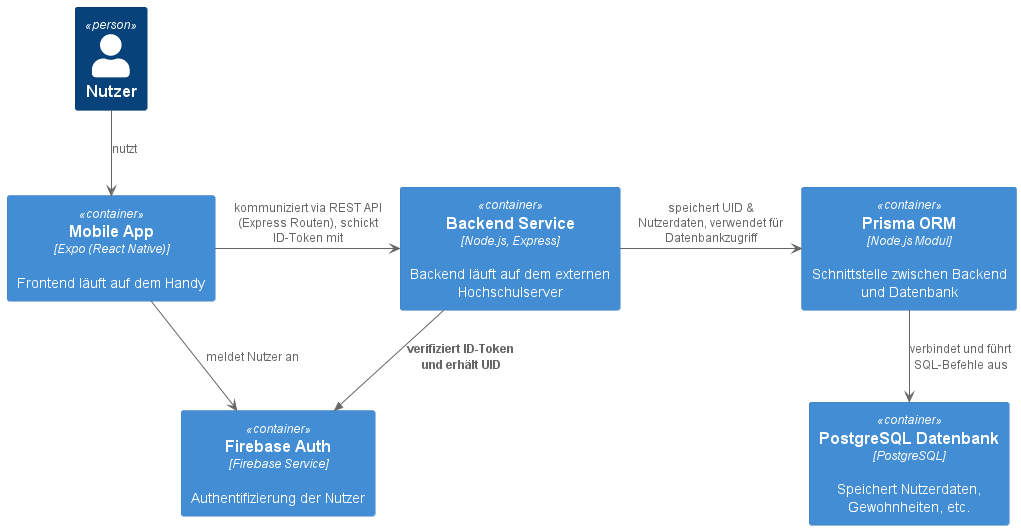 «person»
Nutzer
nutzt
«container»
Mobile App
[Expo (React Native)]
Frontend läuft auf dem Handy
kommuniziert via REST API
(Express Routen), schickt
ID-Token mit
«container»
Backend Service
[Node.js, Express]
Backend läuft auf dem externen
Hochschulserver
speichert UID &
Nutzerdaten, verwendet für
Datenbankzugriff
«container»
Prisma ORM
[Node.js Modul]
Schnittstelle zwischen Backend
und Datenbank
meldet Nutzer an
verifiziert ID-Token
und erhält UID
verbindet und führt
SQL-Befehle aus
«container»
Firebase Auth
[Firebase Service]
Authentifizierung der Nutzer
«container»
PostgreSQL Datenbank
[PostgreSQL]
Speichert Nutzerdaten,
Gewohnheiten, etc.